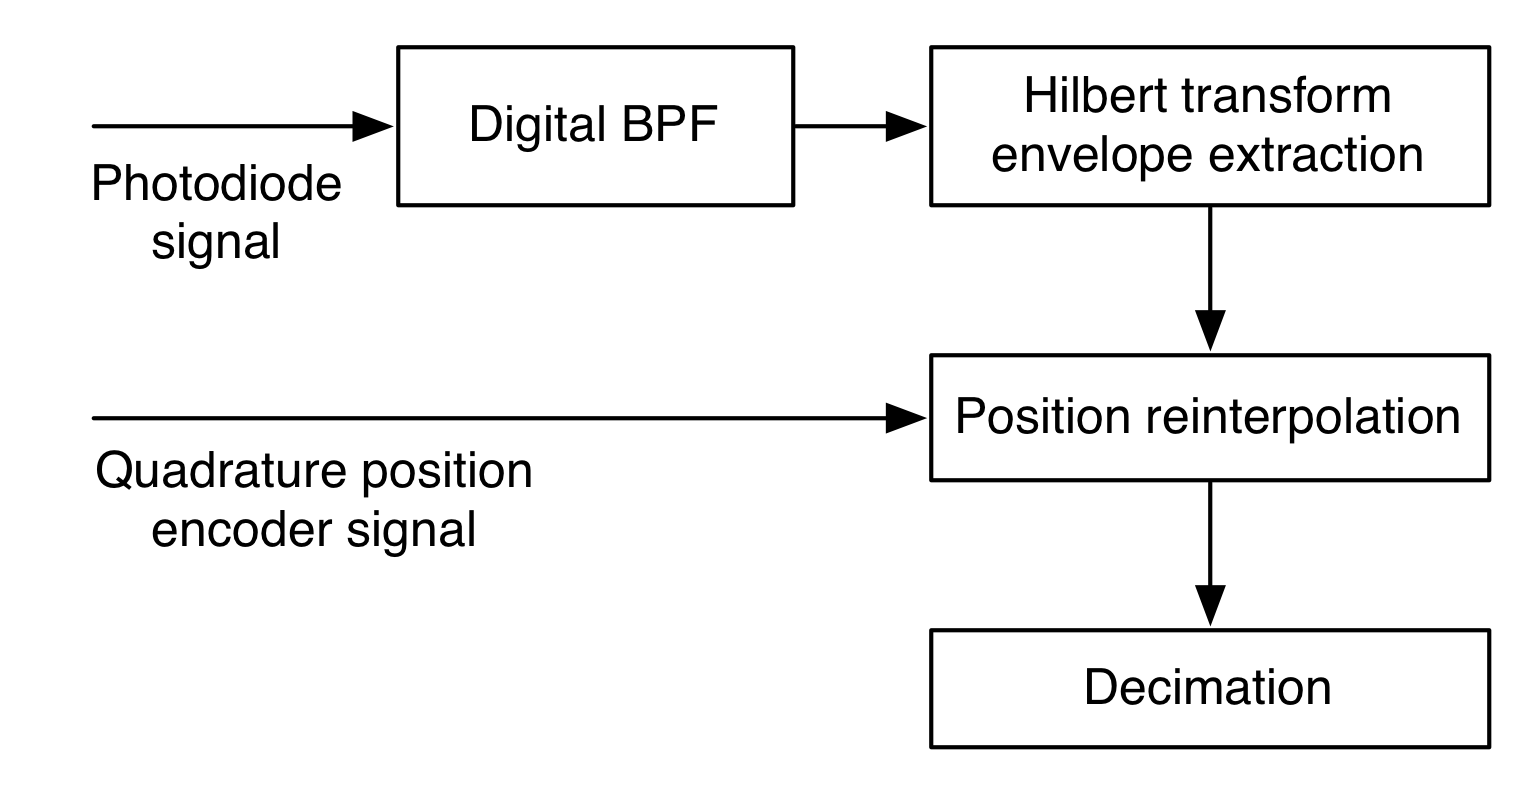 Digital BPF
Hilbert transform
envelope extraction
Photodiode
signal
Position reinterpolation
Quadrature position
encoder signal
Decimation